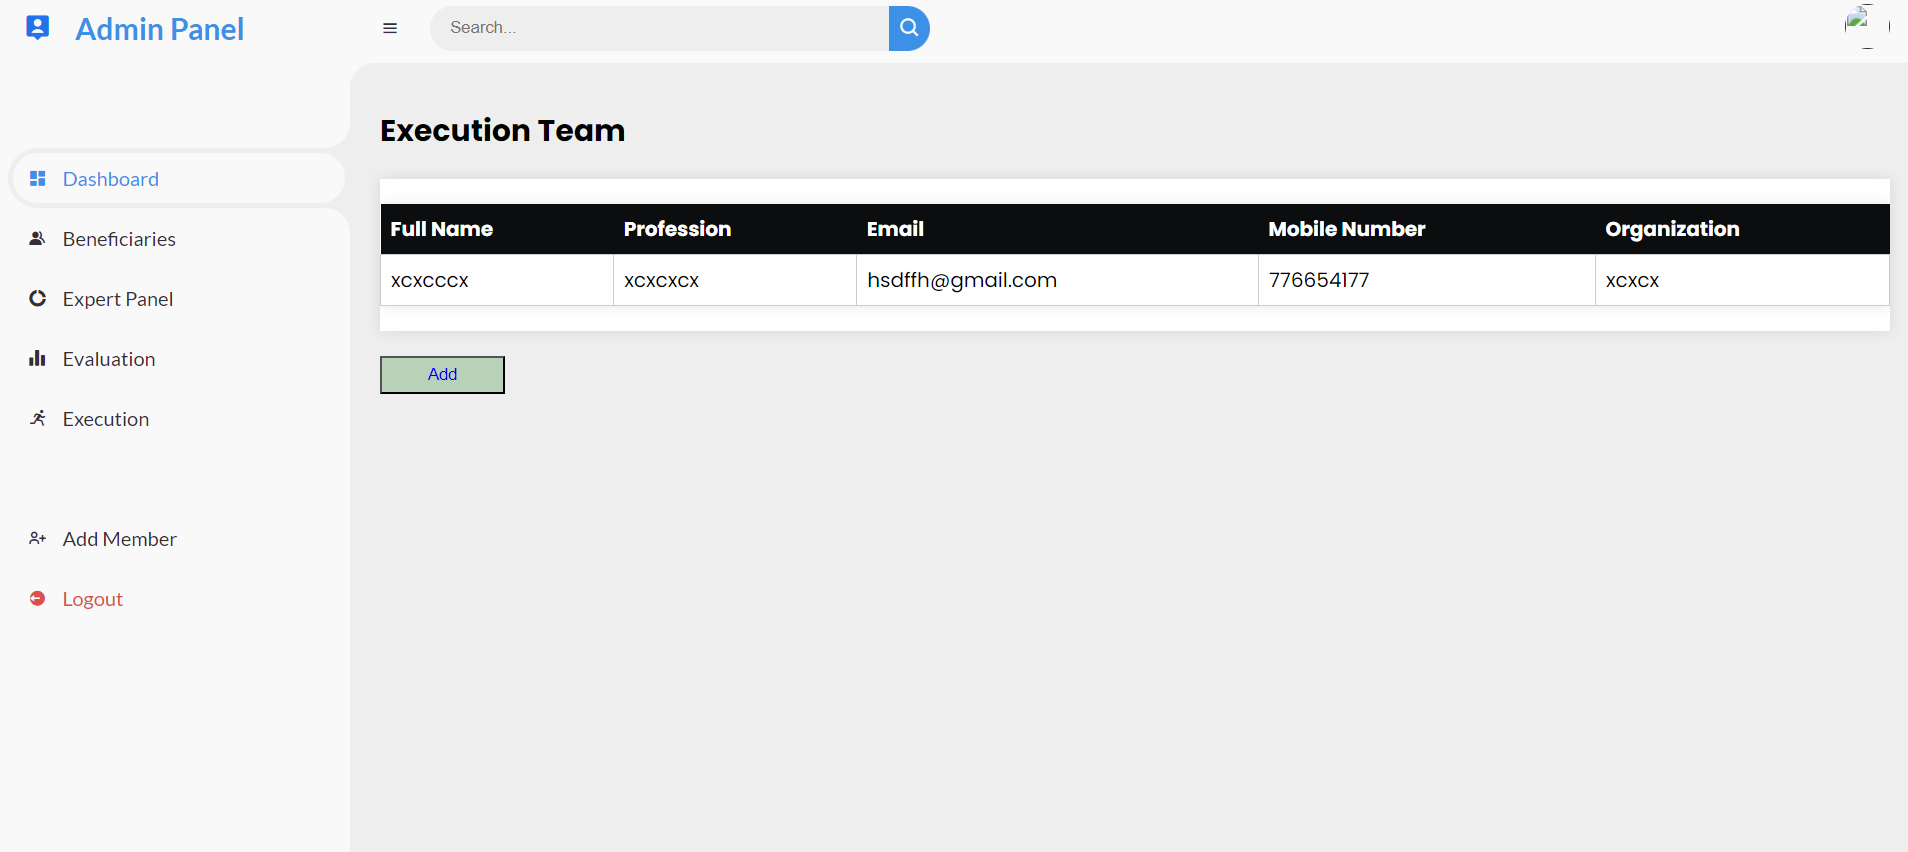 Admin Panel
Search...
Dashboard
Beneficiaries
Expert Panel
Evaluation
Execution
Add Member
Logout
Execution Team
Full Name Profession Email Mobile Number Organization
xcxcccx xcxcxcx hsdffh@gmail.com 776654177 xcxcx
Add